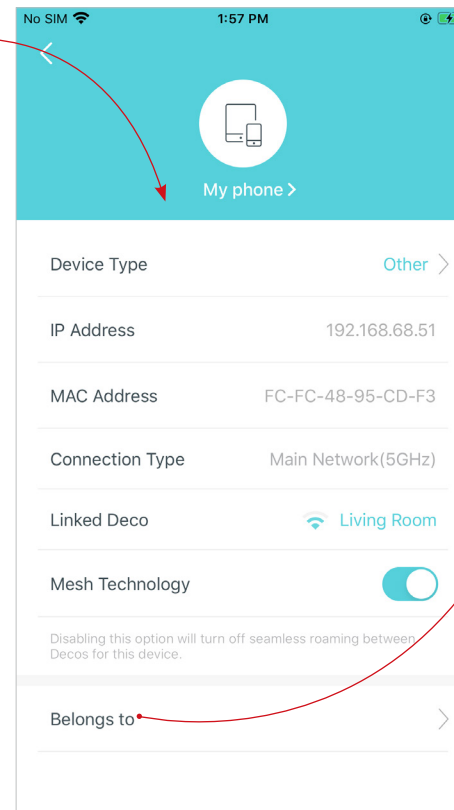 No SIM 1:57 PM
My phone >
Device Type Other >
IP Address 192.168.68.51
MAC Address FC-FC-48-95-CD-F3
Connection Type Main Network(5GHz)
Linked Deco Living Room
Mesh Technology
Disabling this option will turn off seamless roaming between
Decos for this device.
Belongs to >